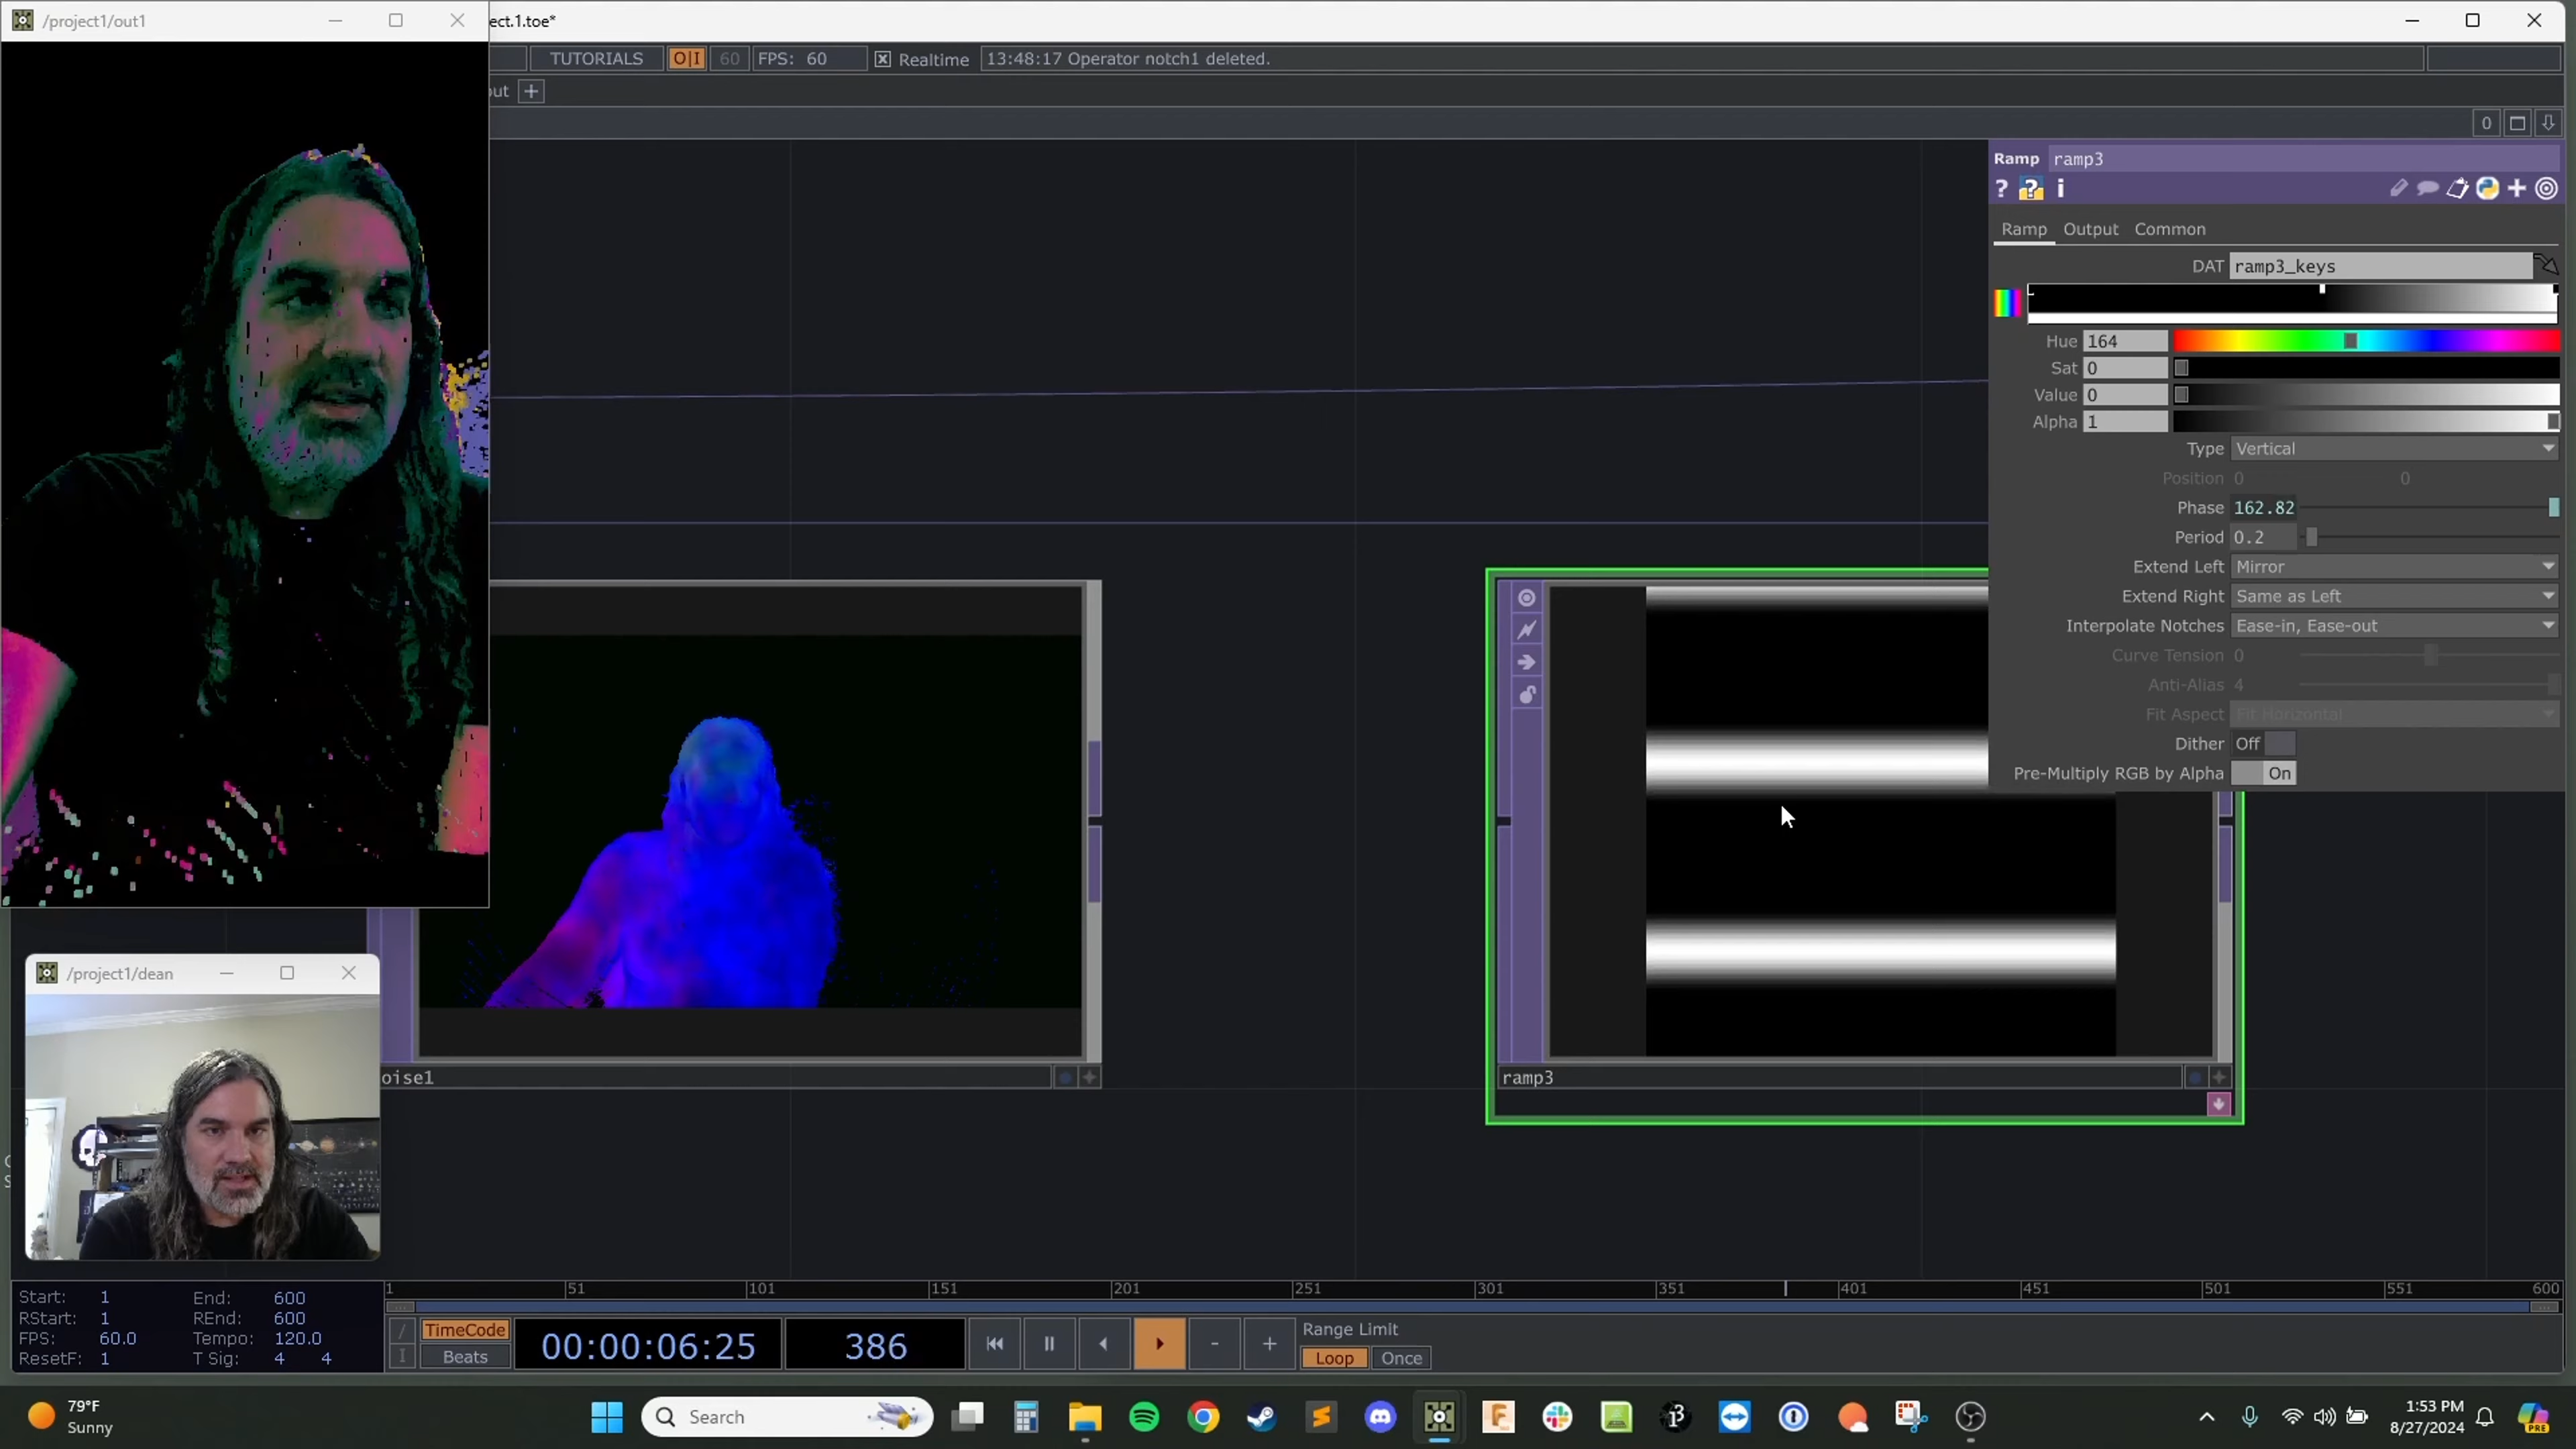 /project1/out1
ect.1.toe*
TUTORIALS
O|I
60
FPS: 60
Realtime
13:48:17 Operator notch1 deleted.
out
+
0
Ramp ramp3
? ? i
Ramp Output Common
DAT ramp3_keys
Hue 164
Sat 0
Value 0
Alpha 1
Type Vertical
Position 0 0
Phase 162.82
Period 0.2
Extend Left Mirror
Extend Right Same as Left
Interpolate Notches Ease-in, Ease-out
Curve Tension 0
Anti-Alias 4
Fit Aspect Fit Horizontal
Dither Off
Pre-Multiply RGB by Alpha On
/project1/dean
oise1
ramp3
1 51 101 151 201 251 301 351 401 451 501 551 600
Start: 1 End: 600
RStart: 1 REnd: 600
FPS: 60.0 Tempo: 120.0
ResetF: 1 T Sig: 4 4
/
I
TimeCode
Beats
00:00:06:25
386
- +
Range Limit
Loop Once
79°F
Sunny
Search
1:53 PM
8/27/2024
PRE